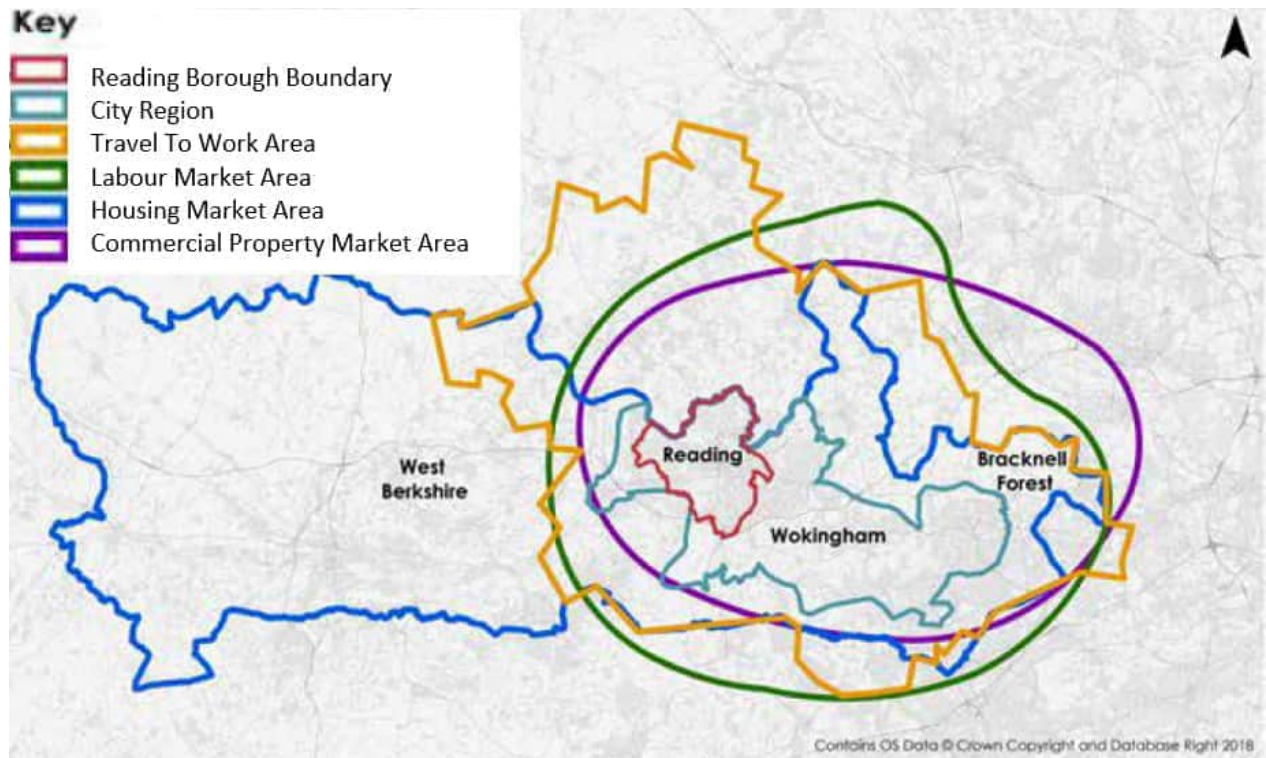 Key
Reading Borough Boundary
City Region
Travel To Work Area
Labour Market Area
Housing Market Area
Commercial Property Market Area
Reading
West
Berkshire
Bracknell
Forest
Wokingham
Contains OS Data © Crown Copyright and Database Right 2018